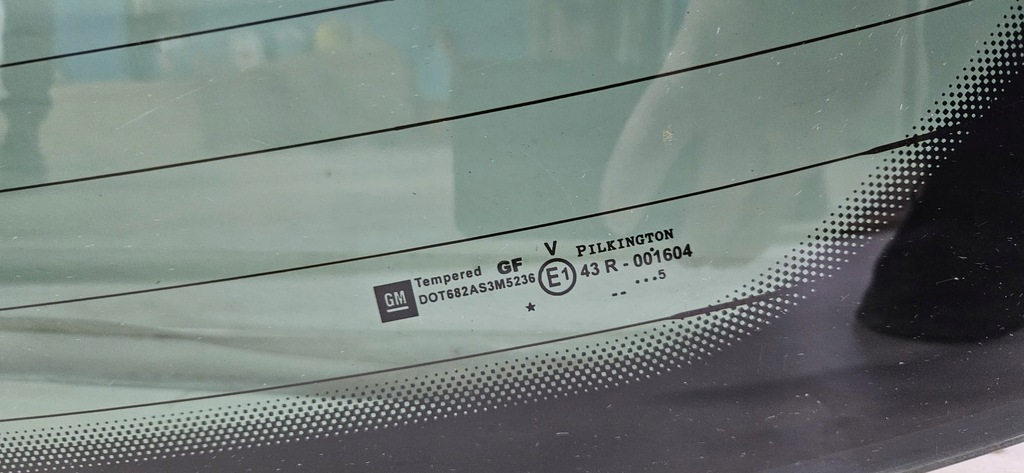 V PILKINGTON
GM Tempered GF E1 43 R - 001604
DOT682AS3M5236
★ -- ...5